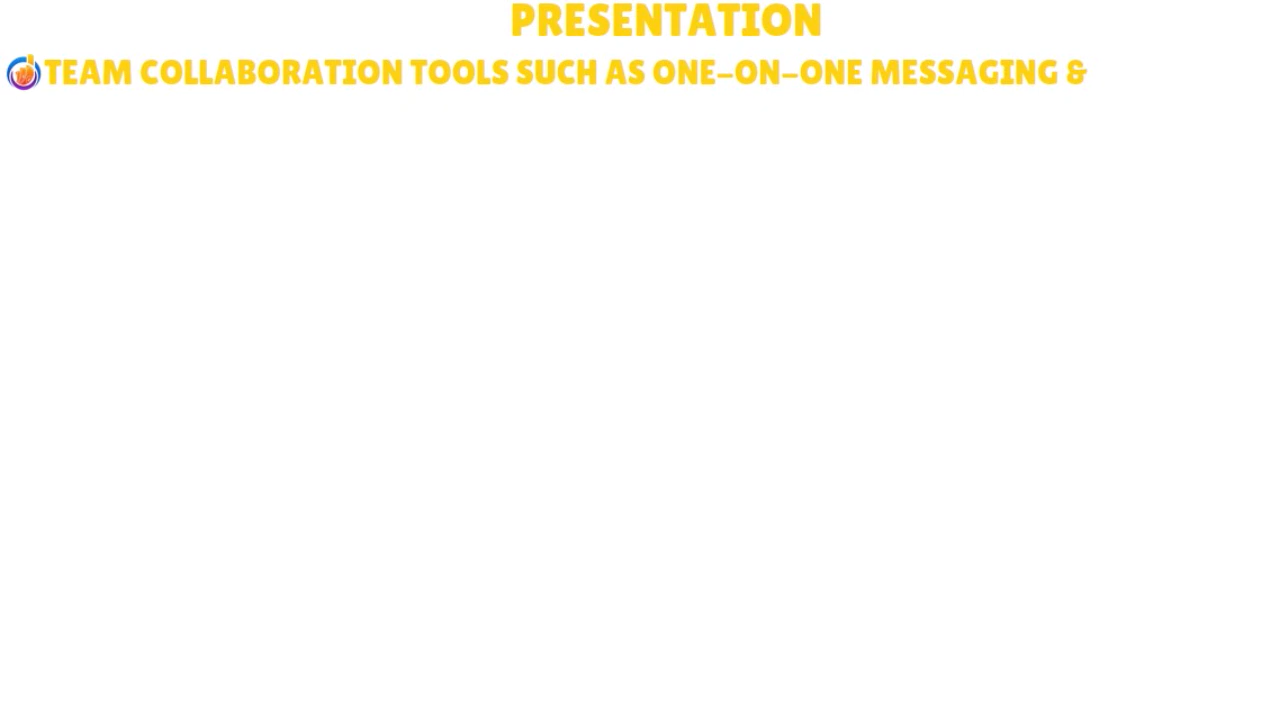 PRESENTATION
TEAM COLLABORATION TOOLS SUCH AS ONE-ON-ONE MESSAGING &